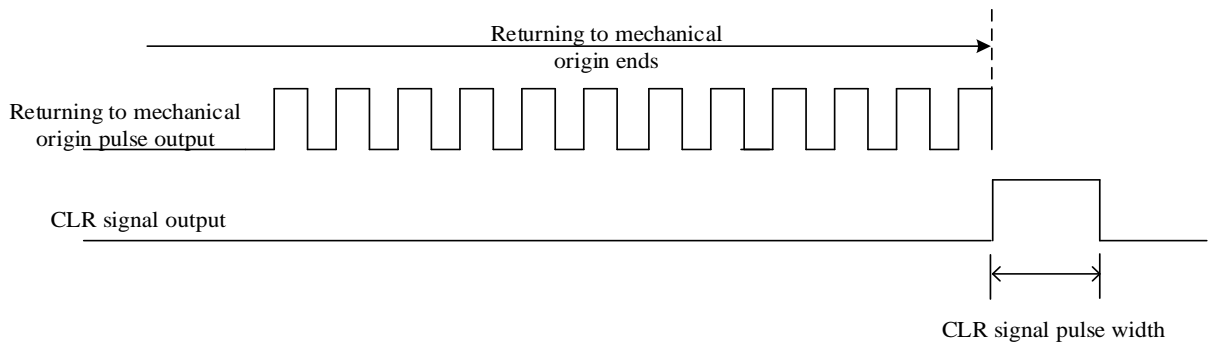 Returning to mechanical
origin ends
Returning to mechanical
origin pulse output
CLR signal output
CLR signal pulse width